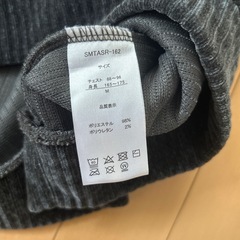 SMTASR-162
サイズ
チェスト 88-96
身長 165-175
M
品質表示
ポリエステル 98%
ポリウレタン 2%